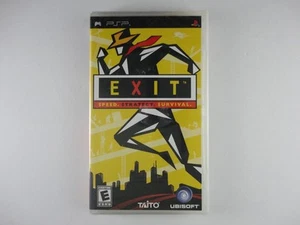 PSP
EXIT
SPEED. STRATEGY. SURVIVAL.
E
TAITO
UBISOFT